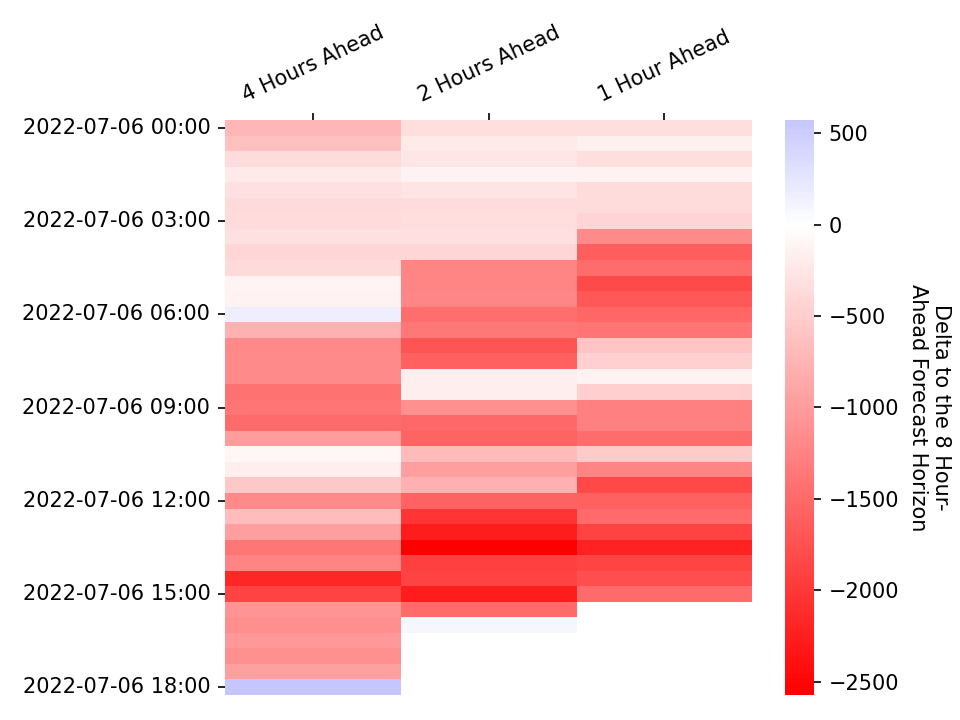 4 Hours Ahead
2 Hours Ahead
1 Hour Ahead
2022-07-06 00:00
2022-07-06 03:00
2022-07-06 06:00
2022-07-06 09:00
2022-07-06 12:00
2022-07-06 15:00
2022-07-06 18:00
500
0
−500
−1000
−1500
−2000
−2500
Delta to the 8 Hour-
Ahead Forecast Horizon